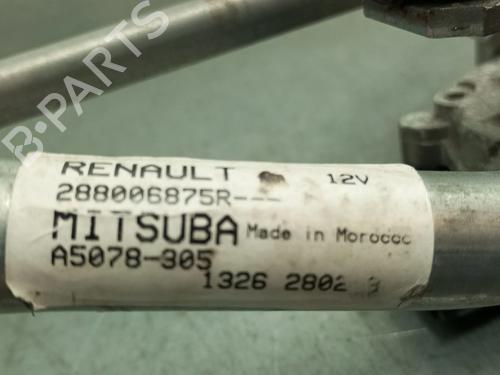 B-PARTS
RENAULT 12V
288006875R---
MITSUBA Made in Morocco
A5078-305
1326 2802